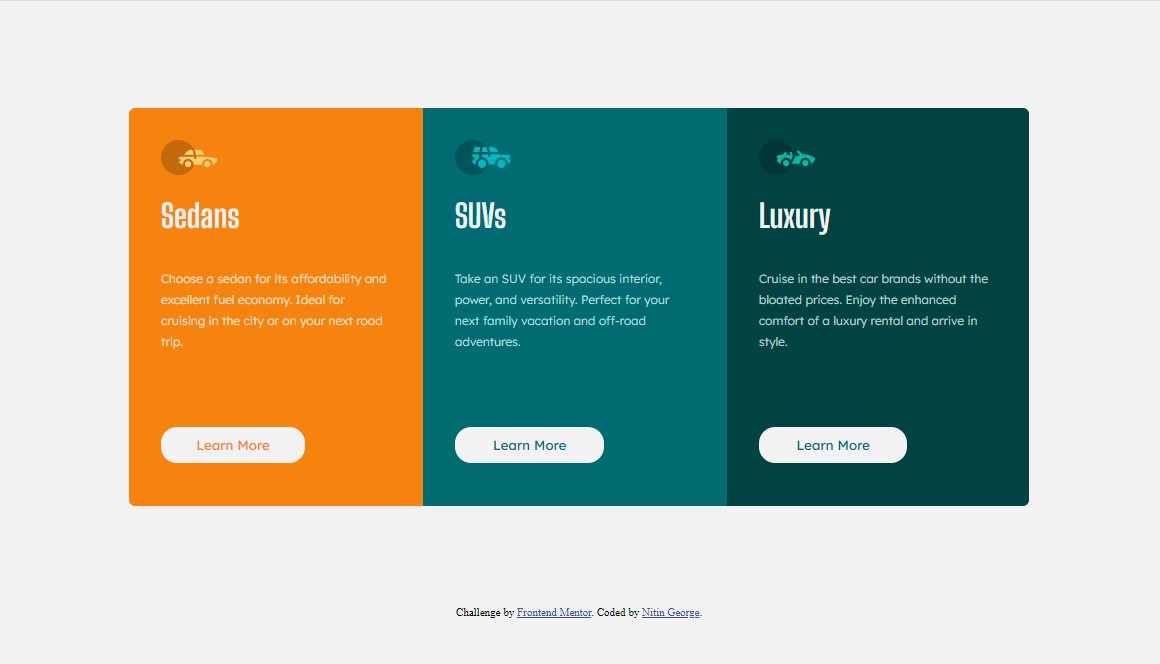 Sedans
Choose a sedan for its affordability and
excellent fuel economy. Ideal for
cruising in the city or on your next road
trip.
Learn More
SUVs
Take an SUV for its spacious interior,
power, and versatility. Perfect for your
next family vacation and off-road
adventures.
Learn More
Luxury
Cruise in the best car brands without the
bloated prices. Enjoy the enhanced
comfort of a luxury rental and arrive in
style.
Learn More
Challenge by Frontend Mentor. Coded by Nitin George.